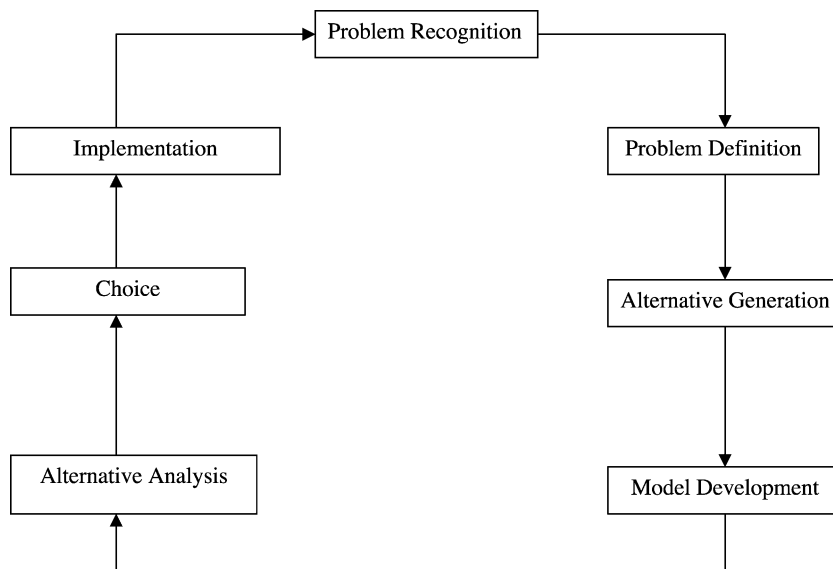 Problem Recognition
Implementation
Problem Definition
Choice
Alternative Generation
Alternative Analysis
Model Development